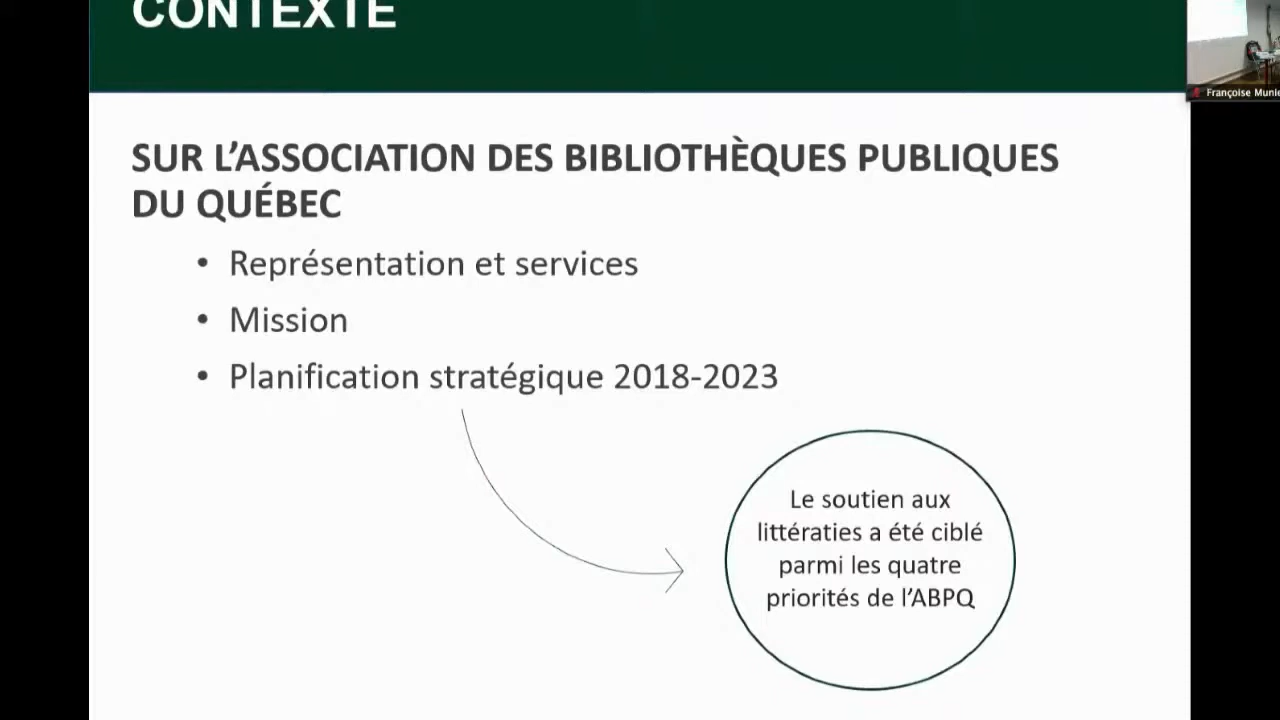 CONTEXTE
Françoise
SUR L'ASSOCIATION DES BIBLIOTHÈQUES PUBLIQUES
DU QUÉBEC
• Représentation et services
• Mission
• Planification stratégique 2018-2023
Le soutien aux
littératies a été ciblé
parmi les quatre
priorités de l'ABPQ